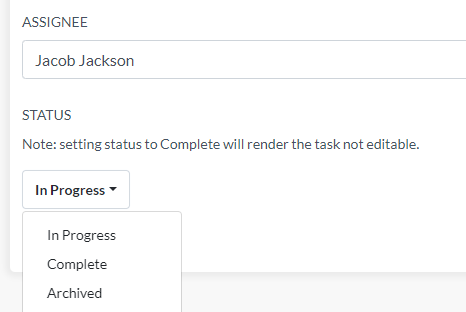 ASSIGNEE
Jacob Jackson
STATUS
Note: setting status to Complete will render the task not editable.
In Progress
In Progress
Complete
Archived